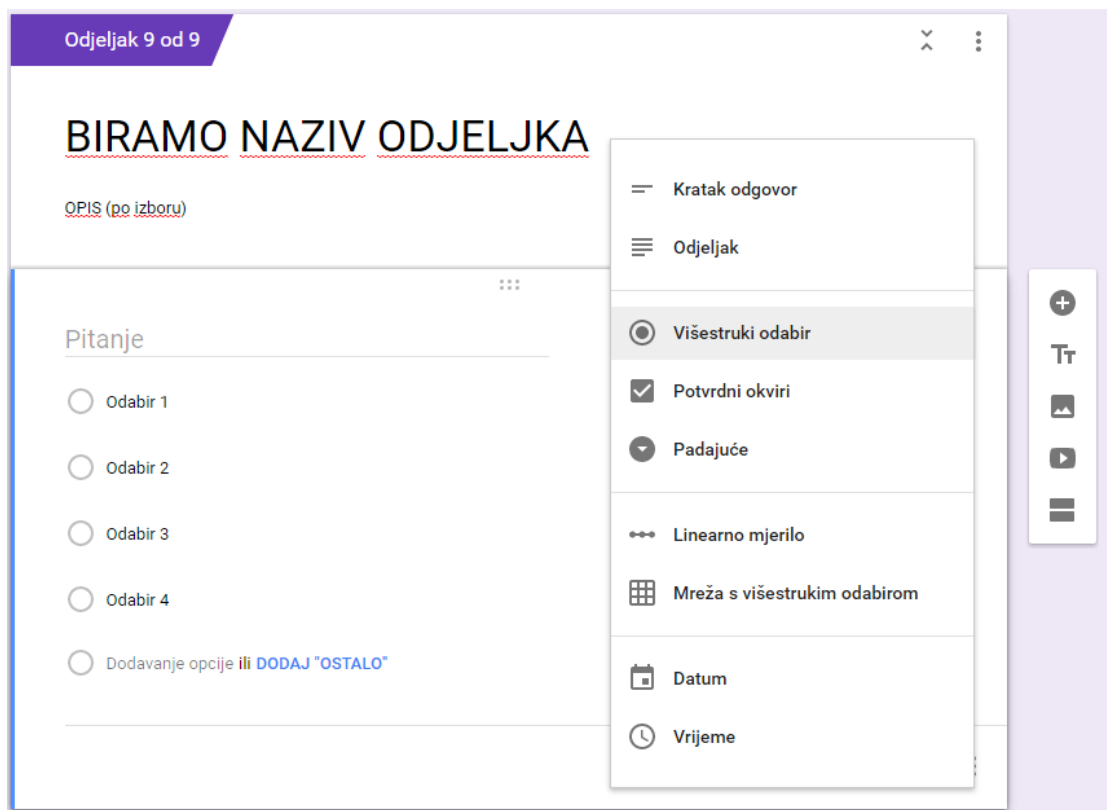 Odjeljak 9 od 9
BIRAMO NAZIV ODJELJKA
OPIS (po izboru)
Pitanje
Odabir 1
Odabir 2
Odabir 3
Odabir 4
Dodavanje opcije ili DODAJ "OSTALO"
Kratak odgovor
Odjeljak
Višestruki odabir
Potvrdni okviri
Padajuće
Linearno mjerilo
Mreža s višestrukim odabirom
Datum
Vrijeme
Tт